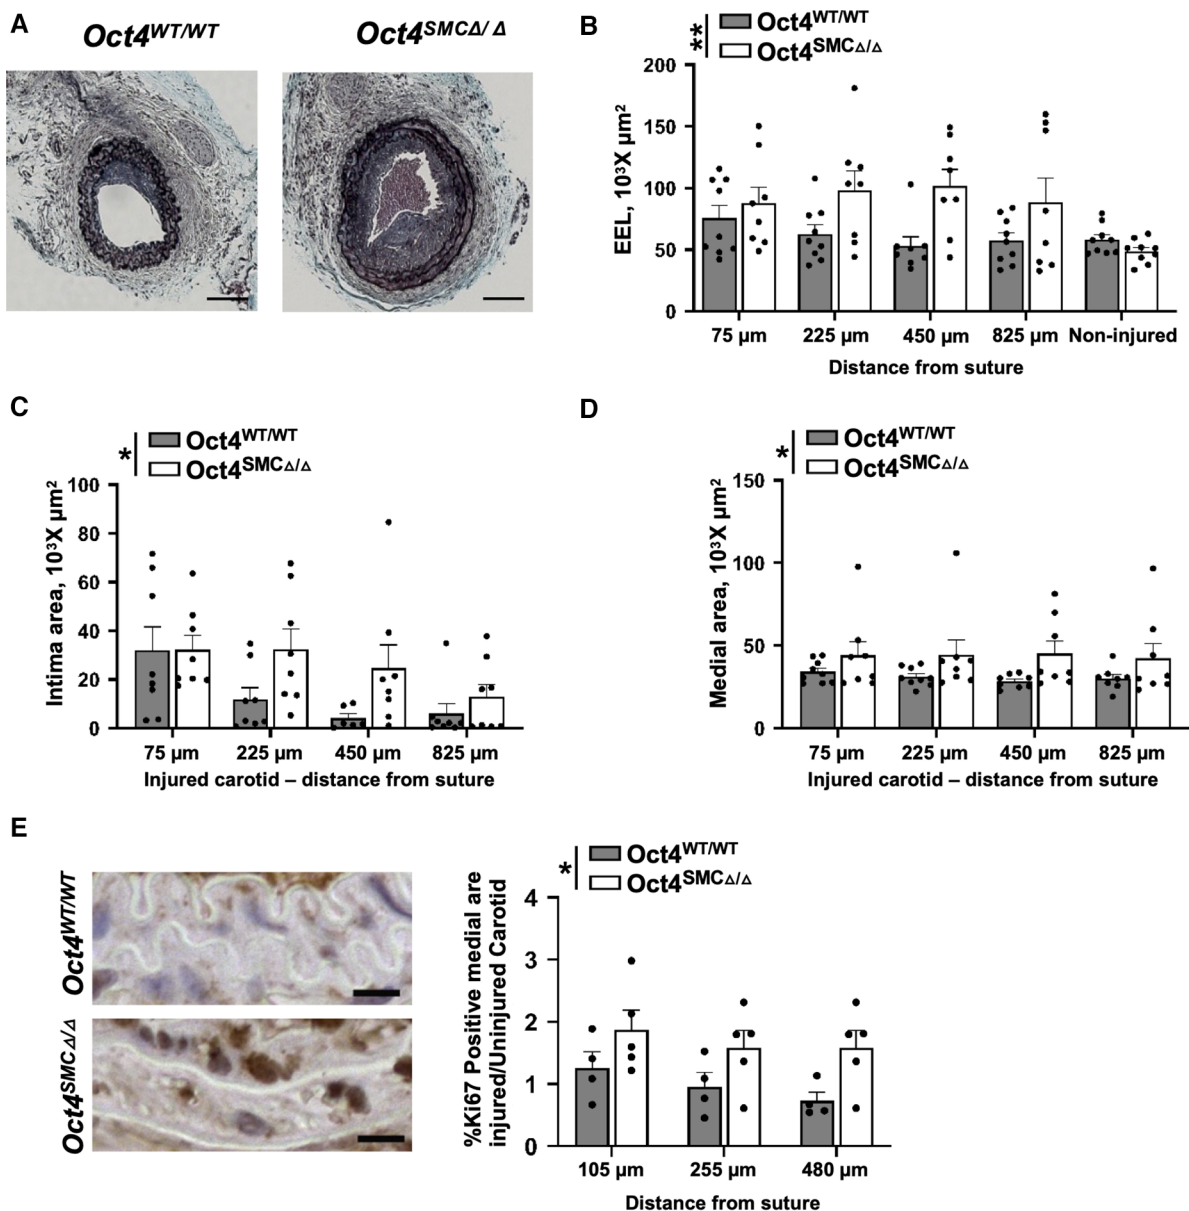 A
Oct4WT/WT
Oct4SMCΔ/ Δ
B
**
Oct4WT/WT
Oct4SMCΔ/Δ
EEL, 10³X µm²
200
150
100
50
0
75 µm 225 µm 450 µm 825 µm Non-injured
Distance from suture
C
*
Oct4WT/WT
Oct4SMCΔ/Δ
Intima area, 10³X µm²
100
80
60
40
20
0
75 µm 225 µm 450 µm 825 µm
Injured carotid – distance from suture
D
*
Oct4WT/WT
Oct4SMCΔ/Δ
Medial area, 10³X µm²
150
100
50
0
75 µm 225 µm 450 µm 825 µm
Injured carotid – distance from suture
E
Oct4WT/WT
Oct4SMCΔ/Δ
*
Oct4WT/WT
Oct4SMCΔ/Δ
%Ki67 Positive medial are
injured/Uninjured Carotid
4
3
2
1
0
105 µm 255 µm 480 µm
Distance from suture